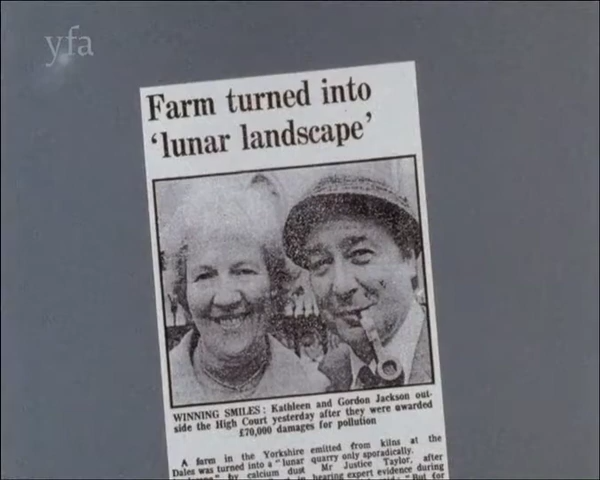 yfa
Farm turned into
'lunar landscape'
WINNING SMILES: Kathleen and Gordon Jackson out-
side the High Court yesterday after they were awarded
£70,000 damages for pollution
A farm in the Yorkshire
Dales was turned into a "lunar
by calcium dust
emitted from kilns at the
quarry only sporadically.
Mr Justice Taylor, after
hearing expert evidence during
"But for